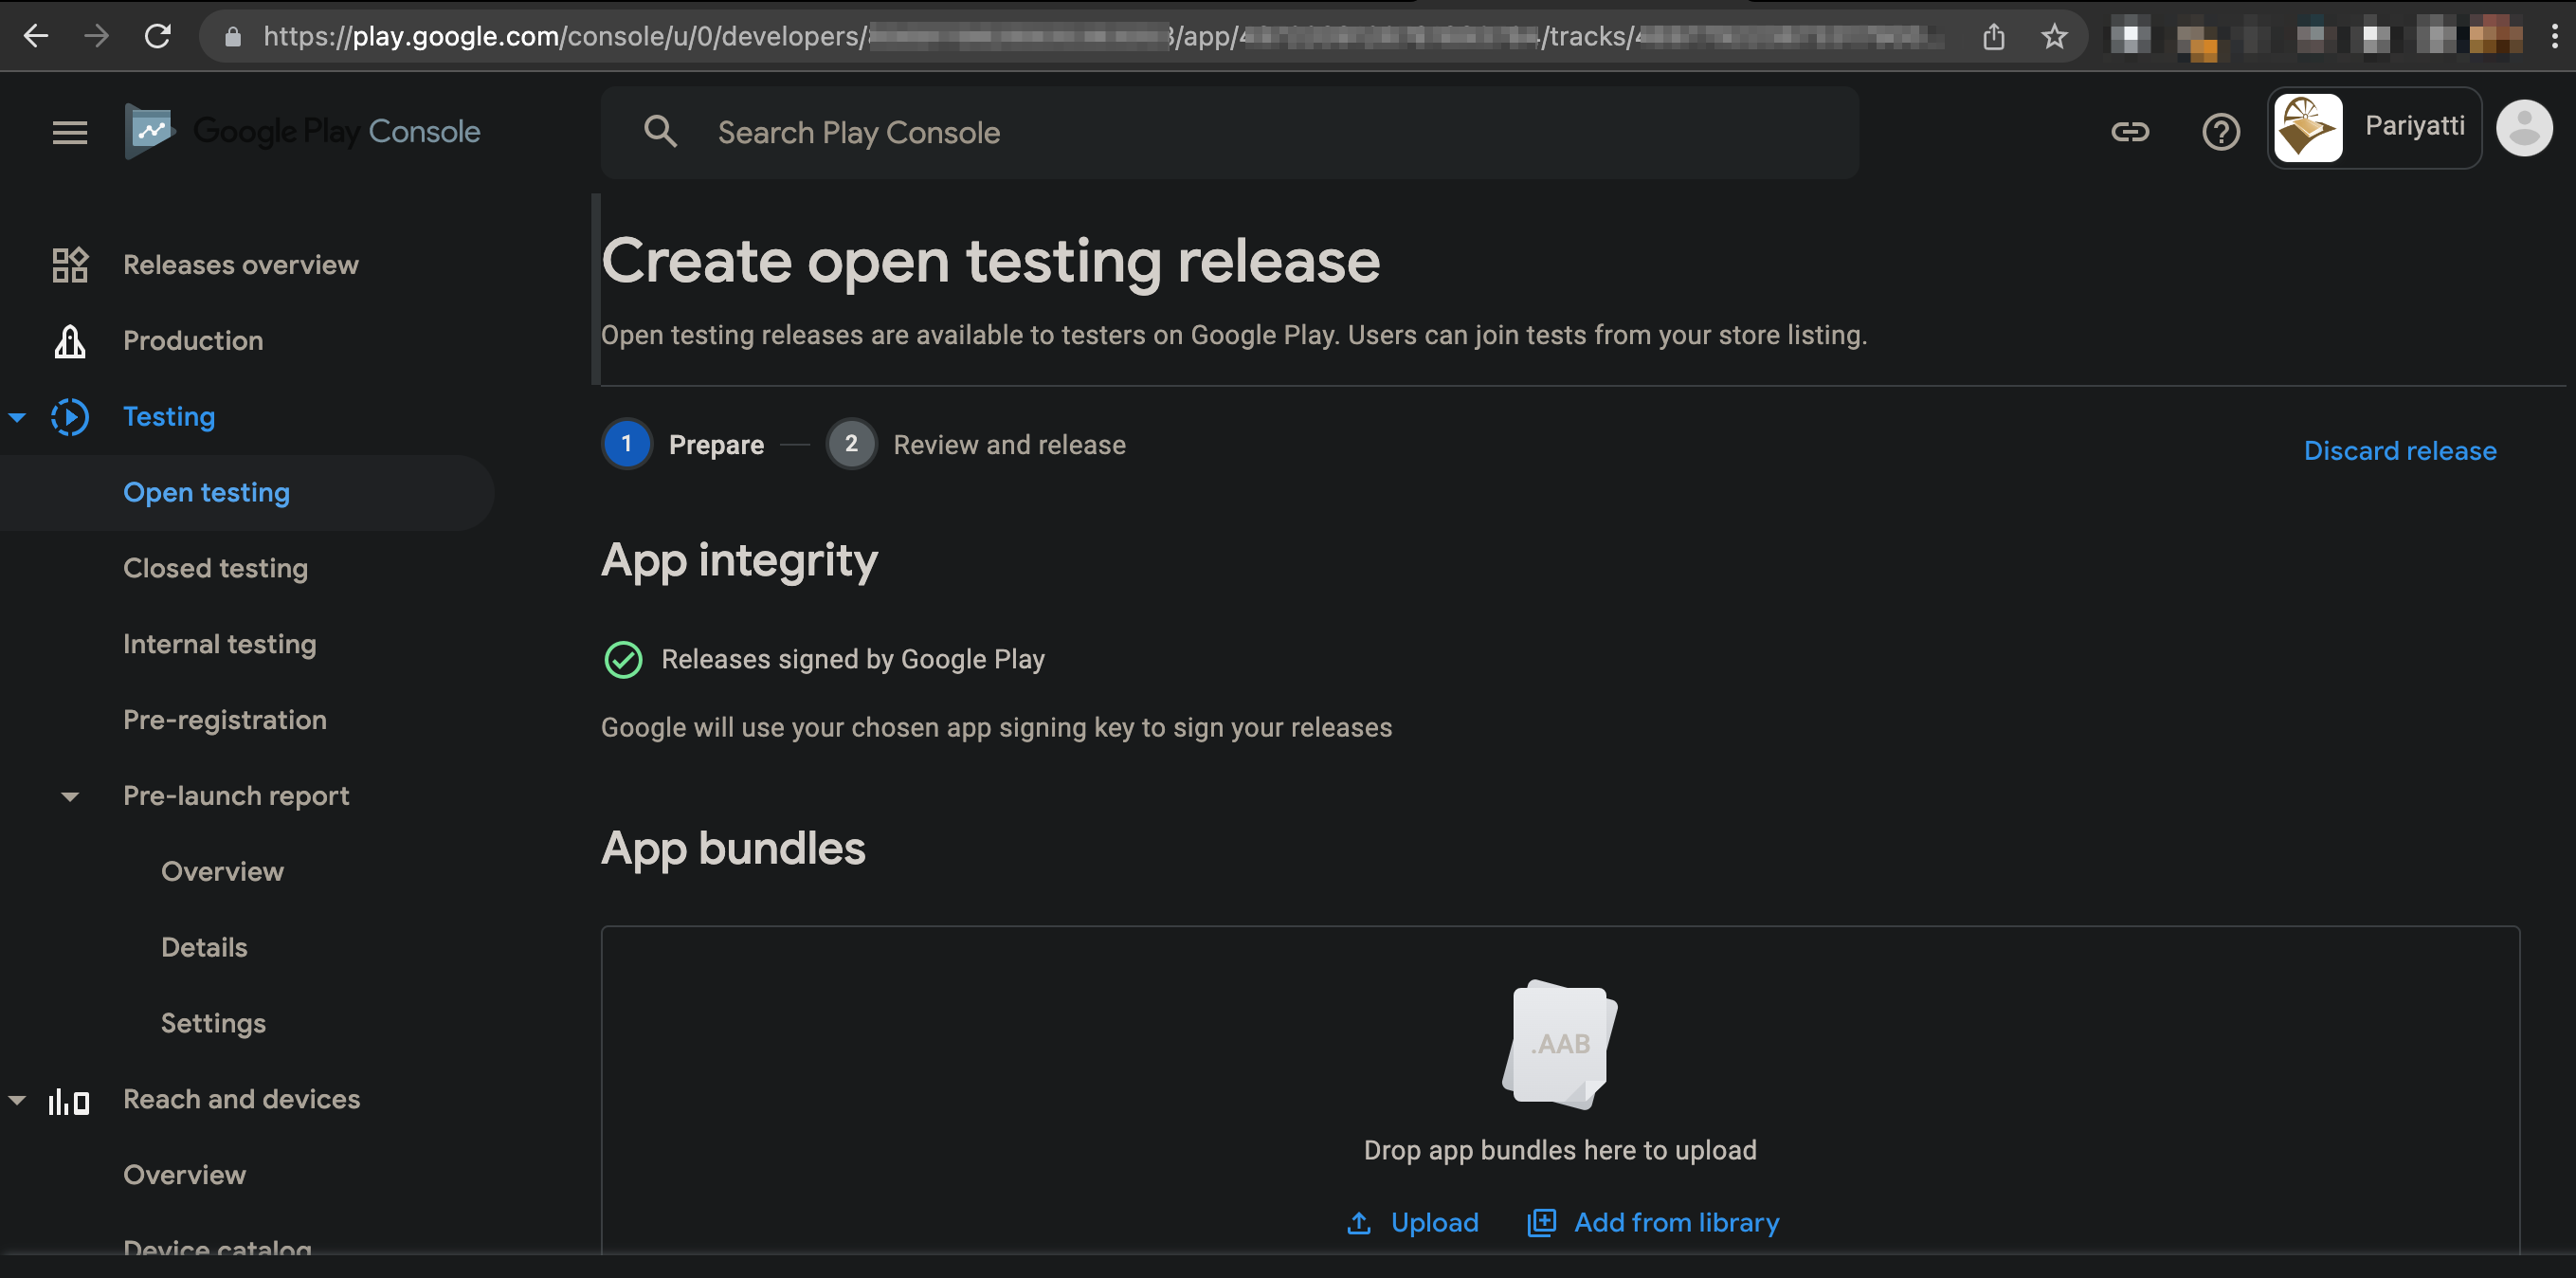 https://play.google.com/console/u/0/developers/ /app/ /tracks/
Google Play Console
Search Play Console
Pariyatti
Releases overview
Production
Testing
Open testing
Closed testing
Internal testing
Pre-registration
Pre-launch report
Overview
Details
Settings
Reach and devices
Overview
Device catalog
Create open testing release
Open testing releases are available to testers on Google Play. Users can join tests from your store listing.
1 Prepare 2 Review and release
Discard release
App integrity
Releases signed by Google Play
Google will use your chosen app signing key to sign your releases
App bundles
.AAB
Drop app bundles here to upload
Upload Add from library